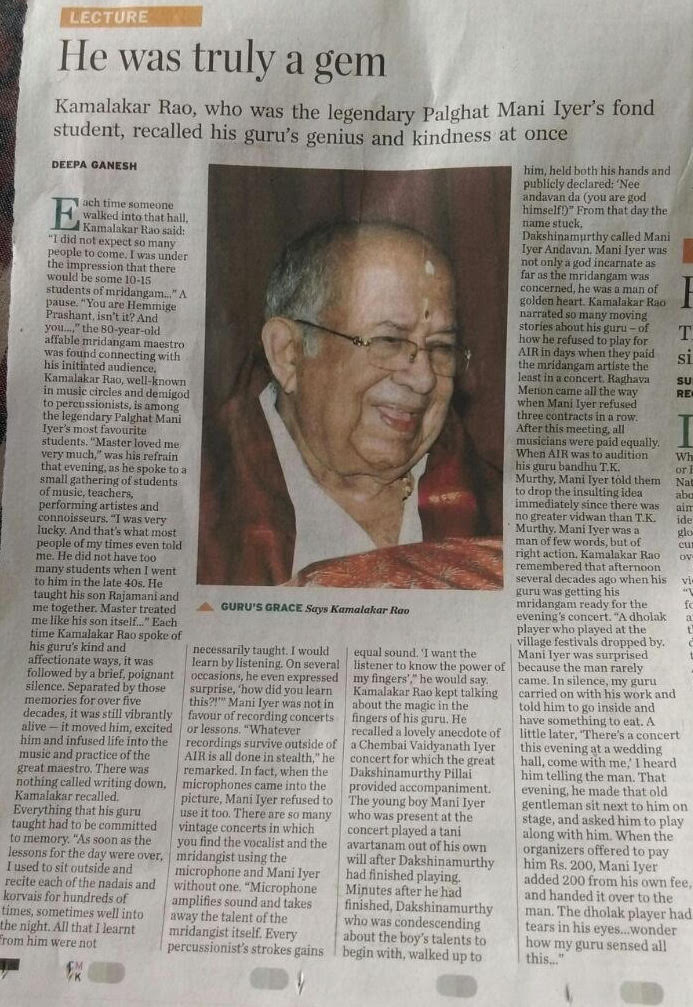 LECTURE
He was truly a gem
Kamalakar Rao, who was the legendary Palghat Mani Iyer's fond
student, recalled his guru's genius and kindness at once
DEEPA GANESH
Each time someone
walked into that hall,
Kamalakar Rao said:
"I did not expect so many
people to come. I was under
the impression that there
would be some 10-15
students of mridangam..." A
pause. "You are Hemmige
Prashant, isn't it? And
you...," the 80-year-old
affable mridangam maestro
was found connecting with
his initiated audience,
Kamalakar Rao, well-known
in music circles and demigod
to percussionists, is among
the legendary Palghat Mani
Iyer's most favourite
students. "Master loved me
very much," was his refrain
that evening, as he spoke to a
small gathering of students
of music, teachers,
performing artistes and
connoisseurs. "I was very
lucky. And that's what most
people of my times even told
me. He did not have too
many students when I went
to him in the late 40s. He
taught his son Rajamani and
me together. Master treated
me like his son itself..." Each
time Kamalakar Rao spoke of
his guru's kind and
affectionate ways, it was
followed by a brief, poignant
silence. Separated by those
memories for over five
decades, it was still vibrantly
alive — it moved him, excited
him and infused life into the
music and practice of the
great maestro. There was
nothing called writing down,
Kamalakar recalled.
Everything that his guru
taught had to be committed
to memory. "As soon as the
lessons for the day were over,
I used to sit outside and
recite each of the nadais and
korvais for hundreds of
times, sometimes well into
the night. All that I learnt
from him were not
GURU'S GRACE Says Kamalakar Rao
necessarily taught. I would
learn by listening. On several
occasions, he even expressed
surprise, 'how did you learn
this?!'" Mani Iyer was not in
favour of recording concerts
or lessons. "Whatever
recordings survive outside of
AIR is all done in stealth," he
remarked. In fact, when the
microphones came into the
picture, Mani Iyer refused to
use it too. There are so many
vintage concerts in which
you find the vocalist and the
mridangist using the
microphone and Mani Iyer
without one. "Microphone
amplifies sound and takes
away the talent of the
mridangist itself. Every
percussionist's strokes gains
equal sound. 'I want the
listener to know the power of
my fingers'," he would say.
Kamalakar Rao kept talking
about the magic in the
fingers of his guru. He
recalled a lovely anecdote of
a Chembai Vaidyanath Iyer
concert for which the great
Dakshinamurthy Pillai
provided accompaniment.
The young boy Mani Iyer
who was present at the
concert played a tani
avartanam out of his own
will after Dakshinamurthy
had finished playing.
Minutes after he had
finished, Dakshinamurthy
who was condescending
about the boy's talents to
begin with, walked up to
him, held both his hands and
publicly declared: 'Nee
andavan da (you are god
himself!)" From that day the
name stuck,
Dakshinamurthy called Mani
Iyer Andavan. Mani Iyer was
not only a god incarnate as
far as the mridangam was
concerned, he was a man of
golden heart. Kamalakar Rao
narrated so many moving
stories about his guru – of
how he refused to play for
AIR in days when they paid
the mridangam artiste the
least in a concert. Raghava
Menon came all the way
when Mani Iyer refused
three contracts in a row.
After this meeting, all
musicians were paid equally.
When AIR was to audition
his guru bandhu T.K.
Murthy, Mani Iyer told them
to drop the insulting idea
immediately since there was
no greater vidwan than T.K.
Murthy. Mani Iyer was a
man of few words, but of
right action. Kamalakar Rao
remembered that afternoon
several decades ago when his
guru was getting his
mridangam ready for the
evening's concert. "A dholak
player who played at the
village festivals dropped by.
Mani Iyer was surprised
because the man rarely
came. In silence, my guru
carried on with his work and
told him to go inside and
have something to eat. A
little later, 'There's a concert
this evening at a wedding
hall, come with me,' I heard
him telling the man. That
evening, he made that old
gentleman sit next to him on
stage, and asked him to play
along with him. When the
organizers offered to pay
him Rs. 200, Mani Iyer
added 200 from his own fee,
and handed it over to the
man. The dholak player had
tears in his eyes...wonder
how my guru sensed all
this..."